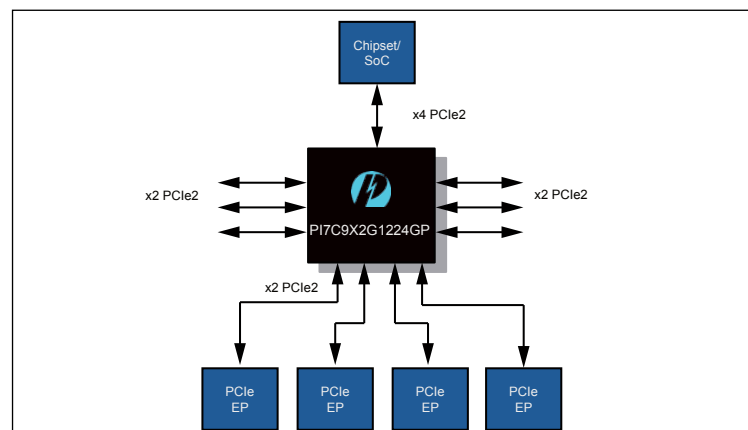 Chipset/
SoC
x4 PCIe2
x2 PCIe2
x2 PCIe2
PI7C9X2G1224GP
x2 PCIe2
PCIe
EP
PCIe
EP
PCIe
EP
PCIe
EP